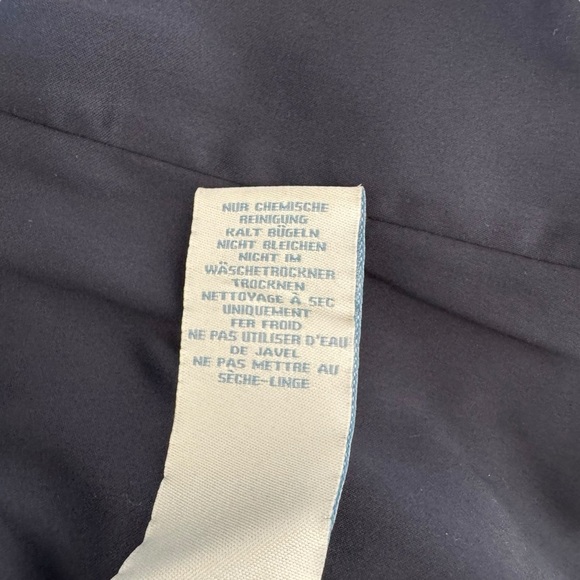 NUR CHEMISCHE
REINIGUNG
KALT BÜGELN
NICHT BLEICHEN
NICHT IM
WÄSCHETROCKNER
TROCKNEN
NETTOYAGE À SEC
UNIQUEMENT
FER FROID
NE PAS UTILISER D'EAU
DE JAVEL
NE PAS METTRE AU
SÈCHE-LINGE